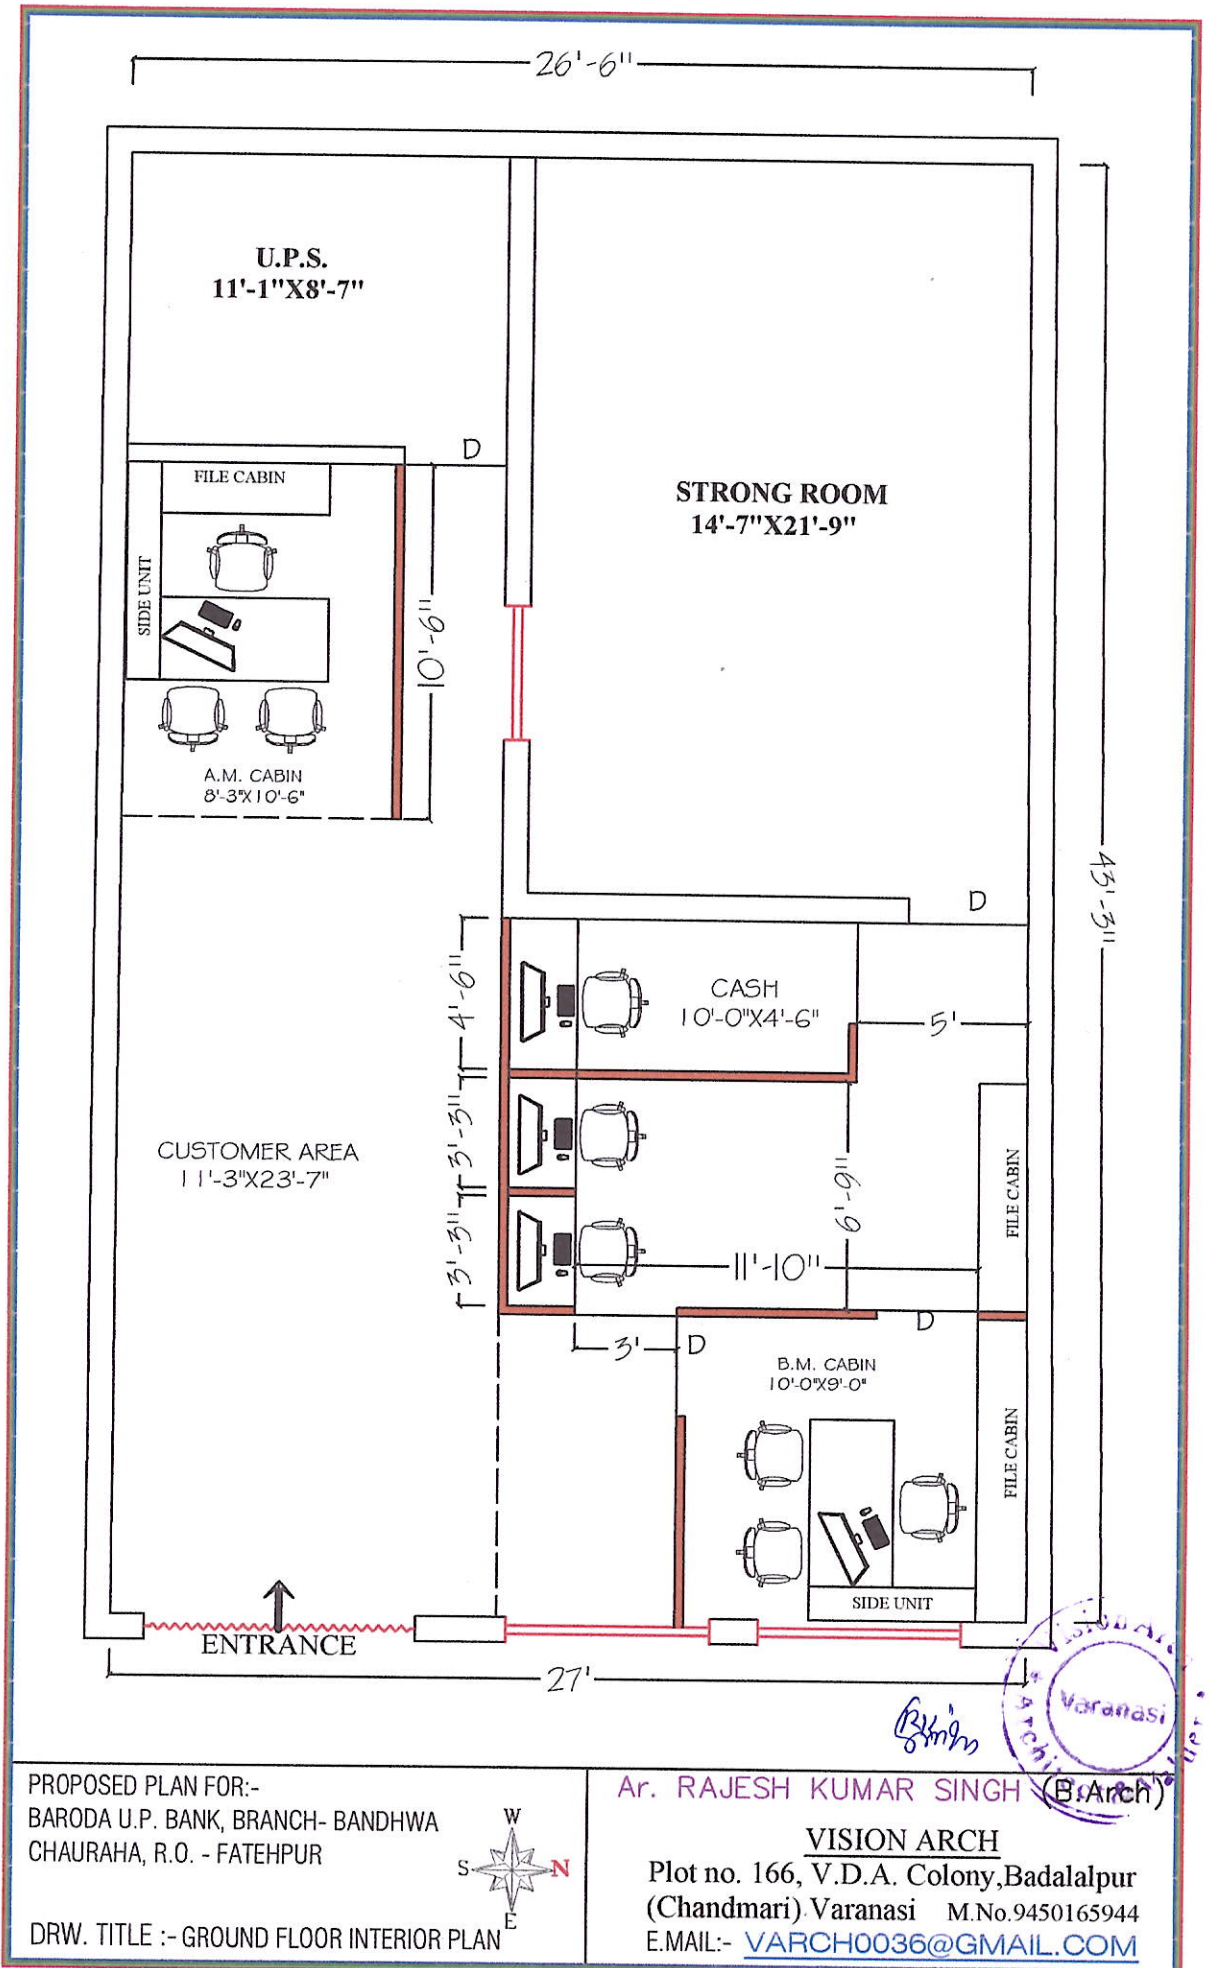 26'-6"
U.P.S.
11'-1"X8'-7"
D
FILE CABIN
SIDE UNIT
10'-6"
STRONG ROOM
14'-7"X21'-9"
A.M. CABIN
8'-3"X10'-6"
43'-3"
D
4'-6"
CASH
10'-0"X4'-6"
5'
3'-3"
CUSTOMER AREA
11'-3"X23'-7"
6'-9"
FILE CABIN
3'-3"
11'-10"
3'
D
D
B.M. CABIN
10'-0"X9'-0"
FILE CABIN
SIDE UNIT
ENTRANCE
27'
Varanasi
PROPOSED PLAN FOR:-
BARODA U.P. BANK, BRANCH- BANDHWA
CHAURAHA, R.O. - FATEHPUR
W
S
N
E
DRW. TITLE :- GROUND FLOOR INTERIOR PLAN
Ar. RAJESH KUMAR SINGH (B.Arch)
VISION ARCH
Plot no. 166, V.D.A. Colony,Badalalpur
(Chandmari) Varanasi M.No.9450165944
E.MAIL:- VARCH0036@GMAIL.COM